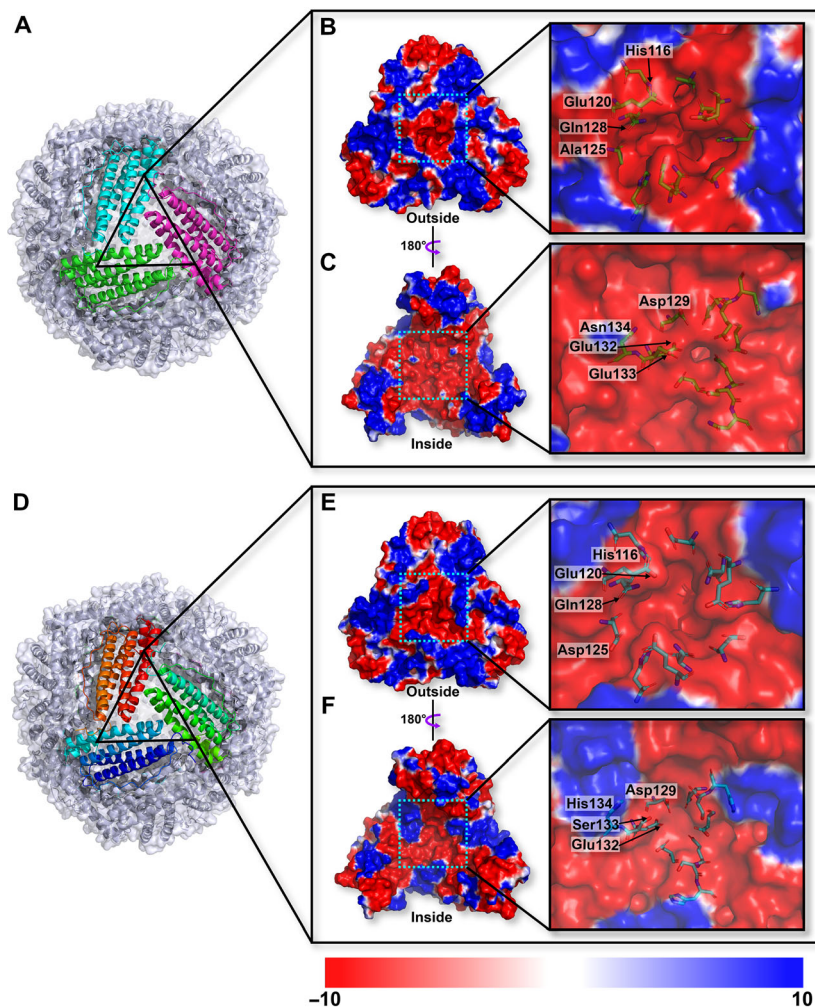 A
B
His116
Glu120
Gln128
Ala125
Outside
180°
C
Asp129
Asn134
Glu132
Glu133
Inside
D
E
His116
Glu120
Gln128
Asp125
Outside
180°
F
Asp129
His134
Ser133
Glu132
Inside
–10
10